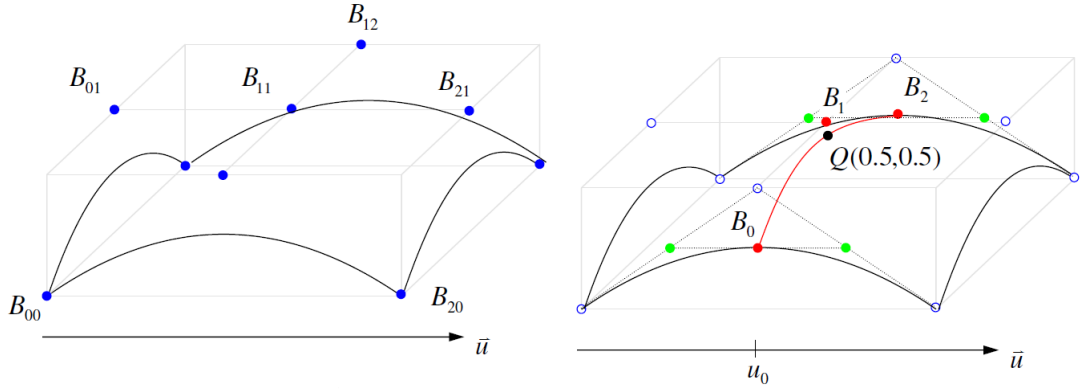 B₁₂
B₀₁
B₁₁
B₂₁
B₀₀
B₂₀
u⃗
B₁
B₂
Q(0.5,0.5)
B₀
u⃗
u₀